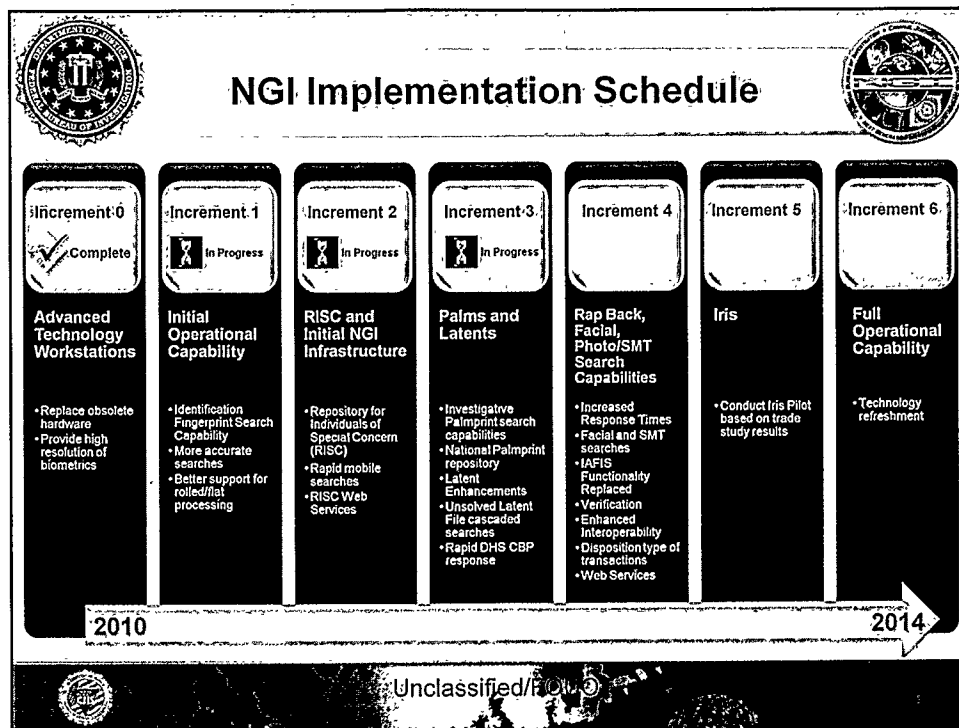 DEPARTMENT OF JUSTICE
FEDERAL BUREAU OF INVESTIGATION
NGI Implementation Schedule
Increment 0
Complete
Advanced
Technology
Workstations
•Replace obsolete
hardware
•Provide high
resolution of
biometrics
Increment 1
In Progress
Initial
Operational
Capability
•Identification
Fingerprint Search
Capability
•More accurate
searches
•Better support for
rolled/flat
processing
Increment 2
In Progress
RISC and
Initial NGI
Infrastructure
•Repository for
Individuals of
Special Concern
(RISC)
•Rapid mobile
searches
•RISC Web
Services
Increment 3
In Progress
Palms and
Latents
•Investigative
Palmprint search
capabilities
•National Palmprint
repository
•Latent
Enhancements
•Unsolved Latent
File cascaded
searches
•Rapid DHS CBP
response
Increment 4
Rap Back,
Facial,
Photo/SMT
Search
Capabilities
•Increased
Response Times
•Facial and SMT
searches
•IAFIS
Functionality
Replaced
•Verification
•Enhanced
Interoperability
•Disposition type of
transactions
•Web Services
Increment 5
Iris
•Conduct Iris Pilot
based on trade
study results
Increment 6
Full
Operational
Capability
•Technology
refreshment
2010
2014
Unclassified/FOUO